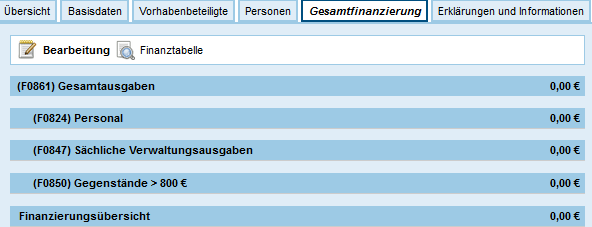 Übersicht Basisdaten Vorhabenbeteiligte Personen Gesamtfinanzierung Erklärungen und Informationen
Bearbeitung Finanztabelle
(F0861) Gesamtausgaben 0,00 €
(F0824) Personal 0,00 €
(F0847) Sächliche Verwaltungsausgaben 0,00 €
(F0850) Gegenstände > 800 € 0,00 €
Finanzierungsübersicht 0,00 €